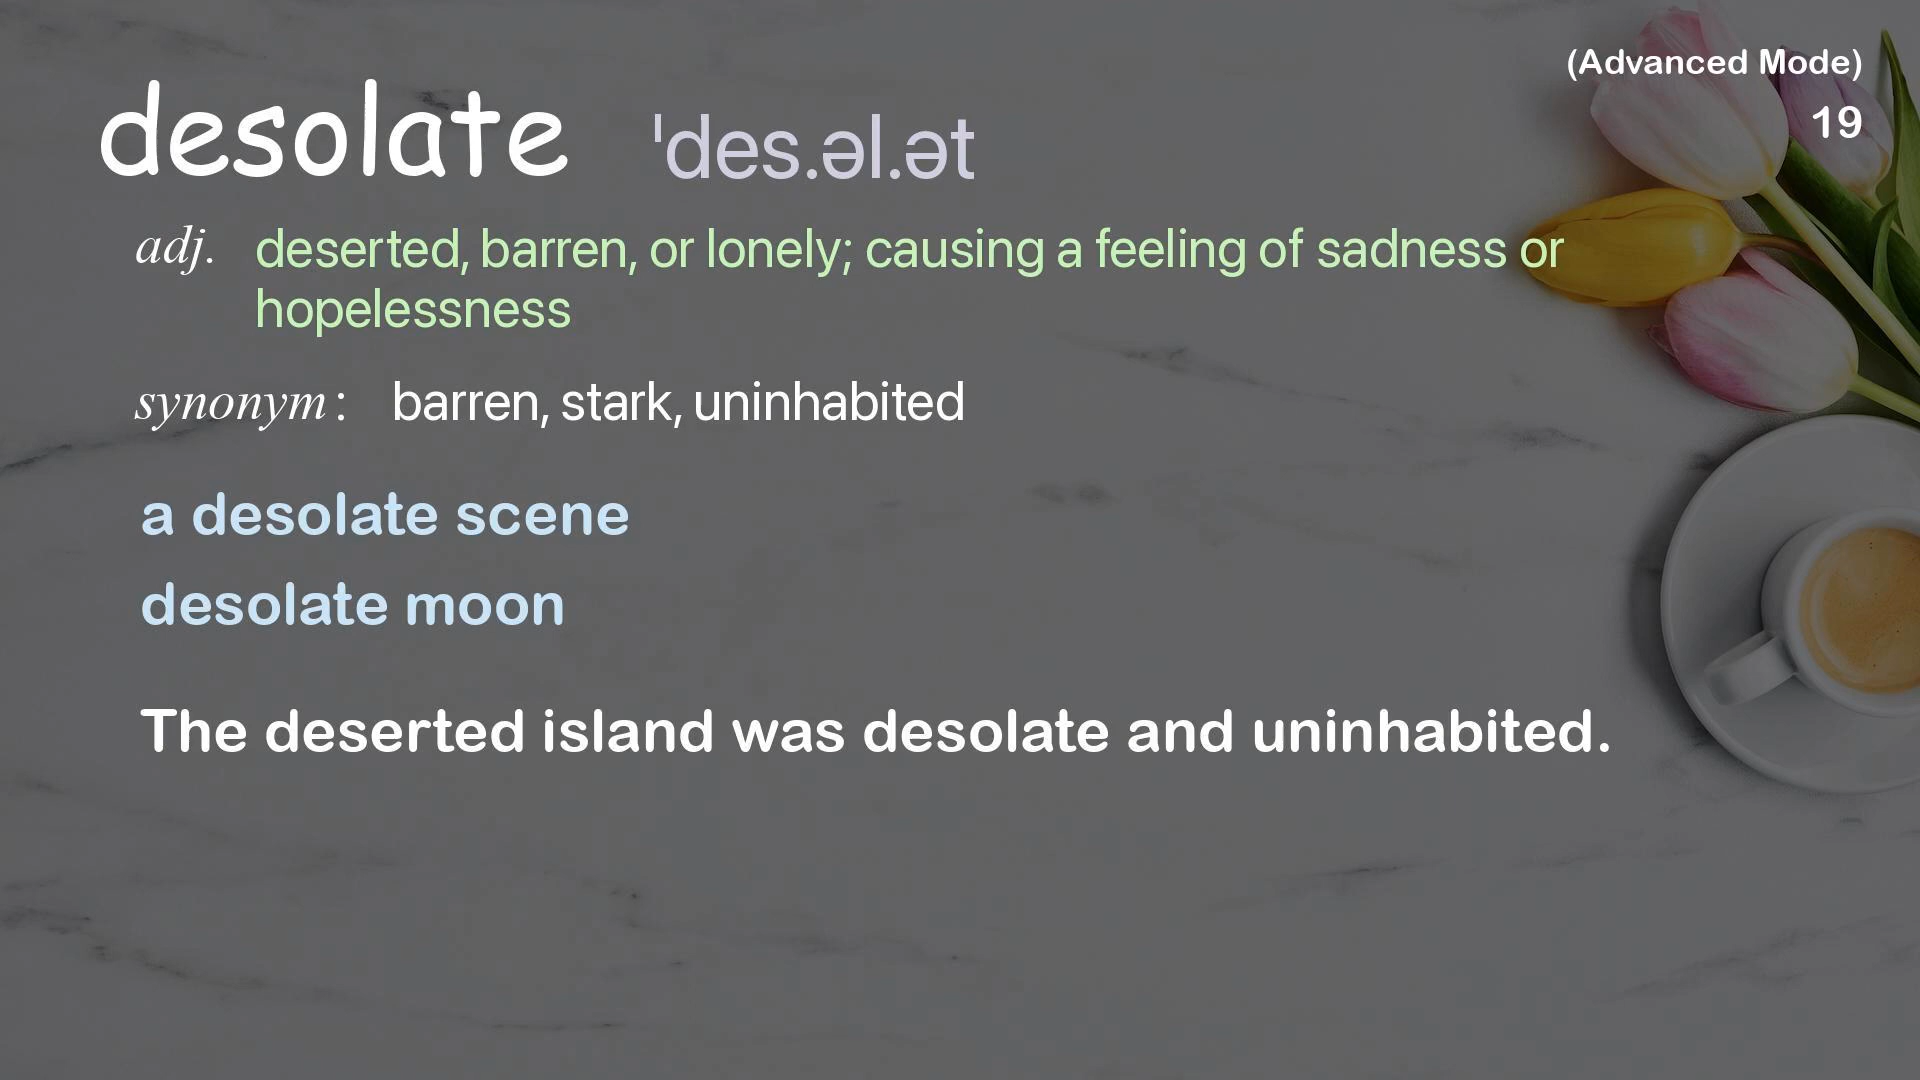 (Advanced Mode)
19
desolate ˈdes.əl.ət
adj. deserted, barren, or lonely; causing a feeling of sadness or
hopelessness
synonym: barren, stark, uninhabited
a desolate scene
desolate moon
The deserted island was desolate and uninhabited.